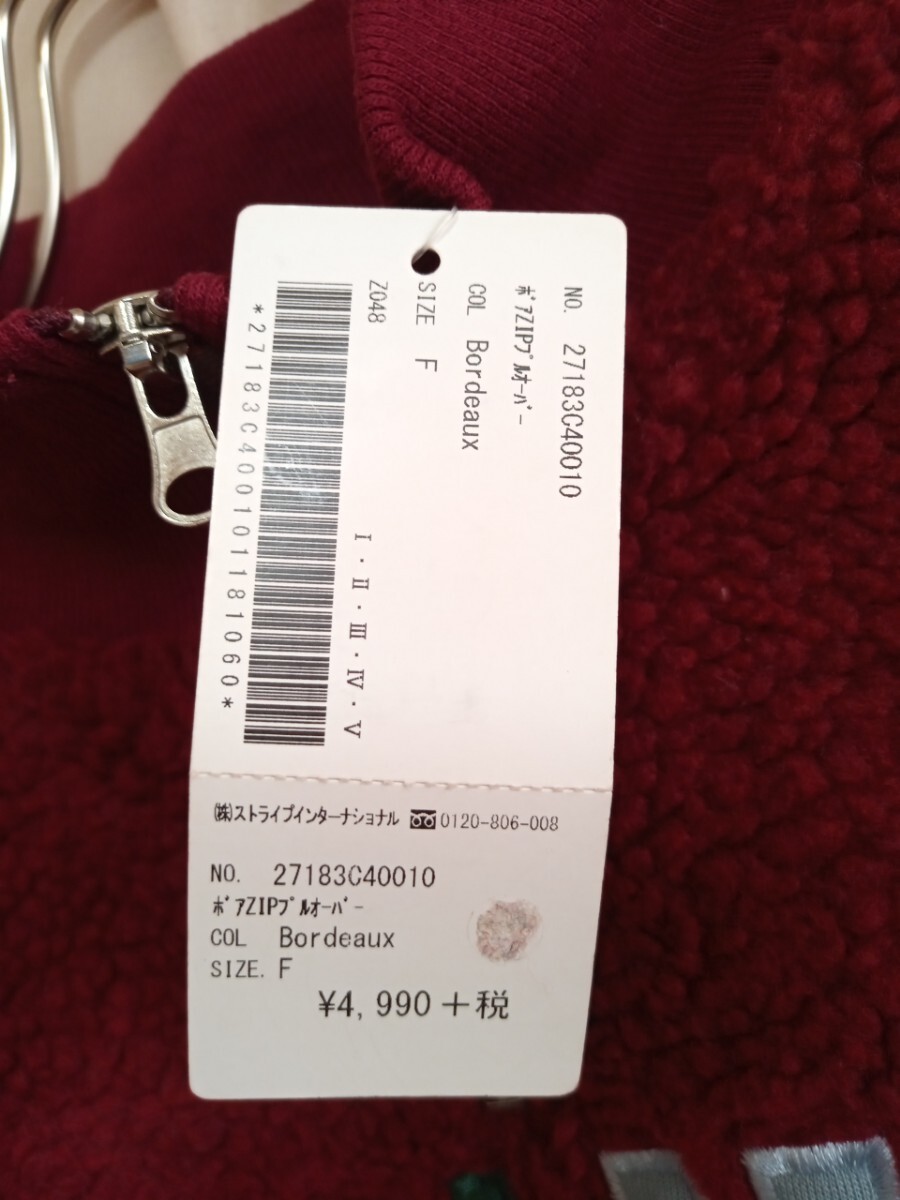 NO. 27183C40010
ﾎﾞｱZIPﾌﾟﾙｵｰﾊﾞｰ
COL Bordeaux
SIZE F
Z048
I・II・III・IV・V
*27183C400101181060*
㈱ストライプインターナショナル 0120-806-008
NO. 27183C40010
ﾎﾞｱZIPﾌﾟﾙｵｰﾊﾞｰ
COL Bordeaux
SIZE. F
¥4,990+税